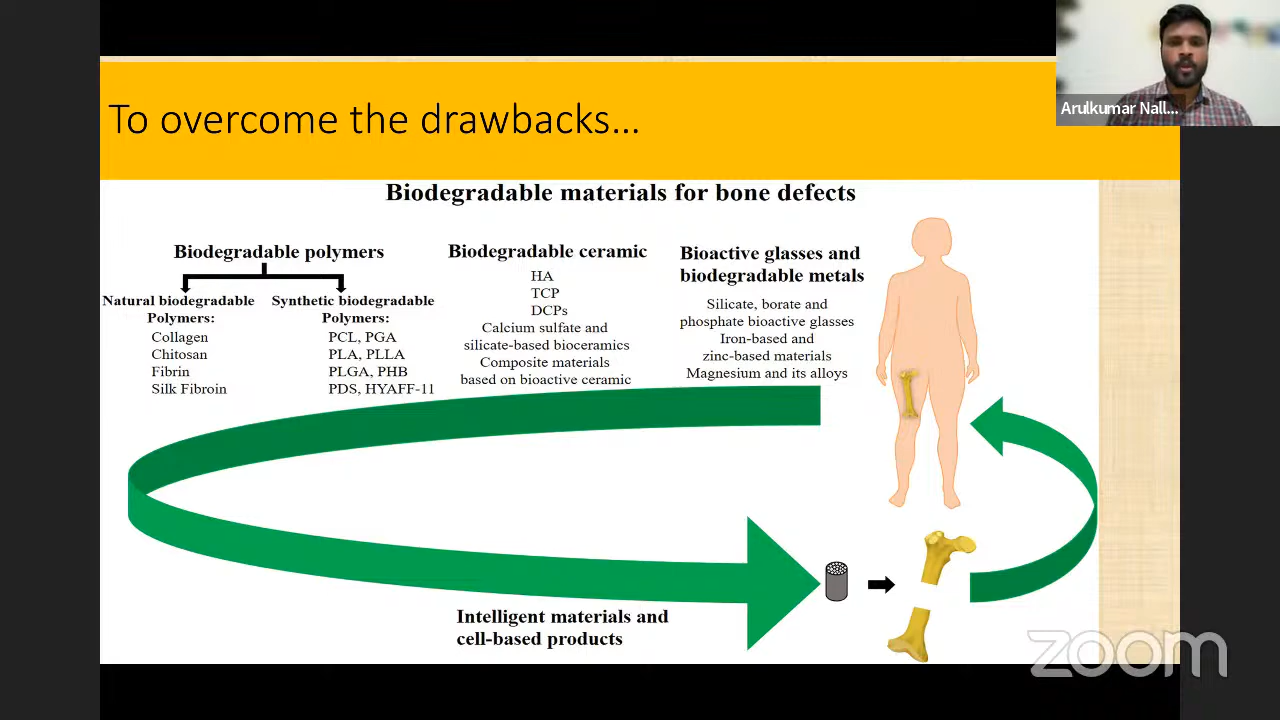 To overcome the drawbacks...
Arulkumar Nall...
Biodegradable materials for bone defects
Biodegradable polymers
Natural biodegradable
Polymers:
Collagen
Chitosan
Fibrin
Silk Fibroin
Synthetic biodegradable
Polymers:
PCL, PGA
PLA, PLLA
PLGA, PHB
PDS, HYAFF-11
Biodegradable ceramic
HA
TCP
DCPs
Calcium sulfate and
silicate-based bioceramics
Composite materials
based on bioactive ceramic
Bioactive glasses and
biodegradable metals
Silicate, borate and
phosphate bioactive glasses
Iron-based and
zinc-based materials
Magnesium and its alloys
Intelligent materials and
cell-based products
zoom